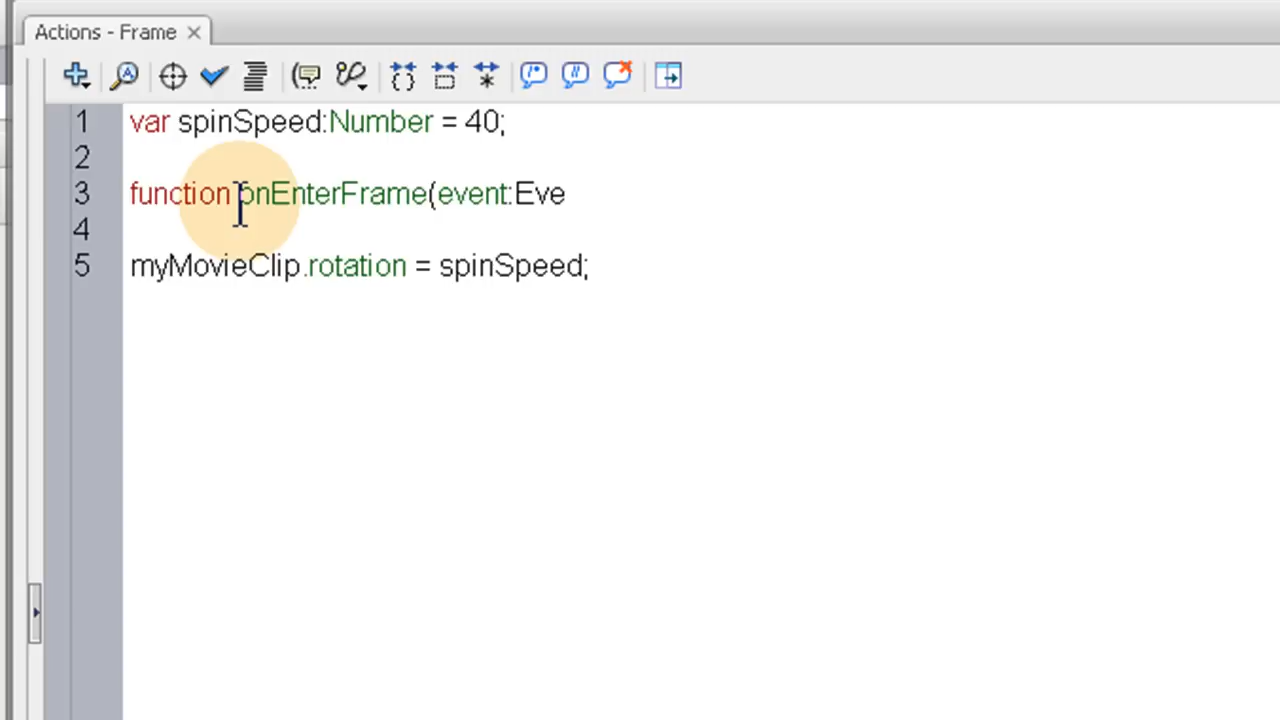 Actions - Frame
1 var spinSpeed:Number = 40;
2
3 function onEnterFrame(event:Eve
4
5 myMovieClip.rotation = spinSpeed;